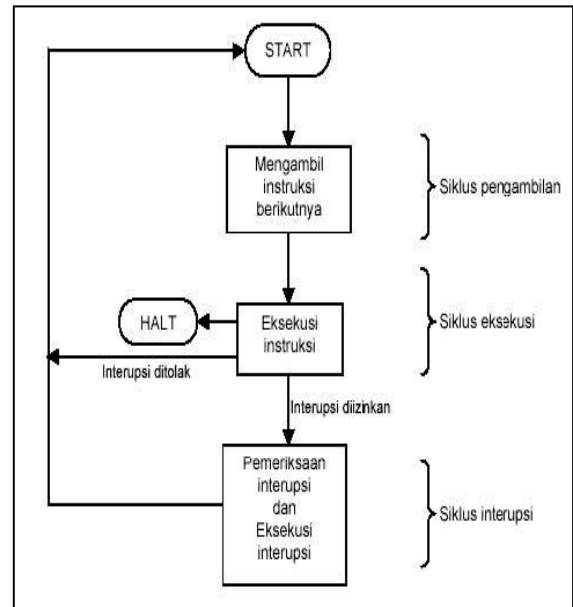 START
Mengambil
instruksi
berikutnya
Siklus pengambilan
HALT
Eksekusi
instruksi
Siklus eksekusi
Interupsi ditolak
Interupsi diizinkan
Pemeriksaan
interupsi
dan
Eksekusi
interupsi
Siklus interupsi